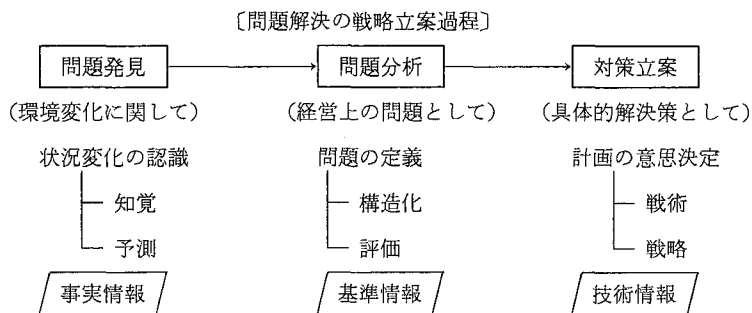 〔問題解決の戦略立案過程〕
問題発見 問題分析 対策立案
（環境変化に関して） （経営上の問題として） （具体的解決策として）
状況変化の認識 問題の定義 計画の意思決定
知覚 構造化 戦術
予測 評価 戦略
事実情報 基準情報 技術情報